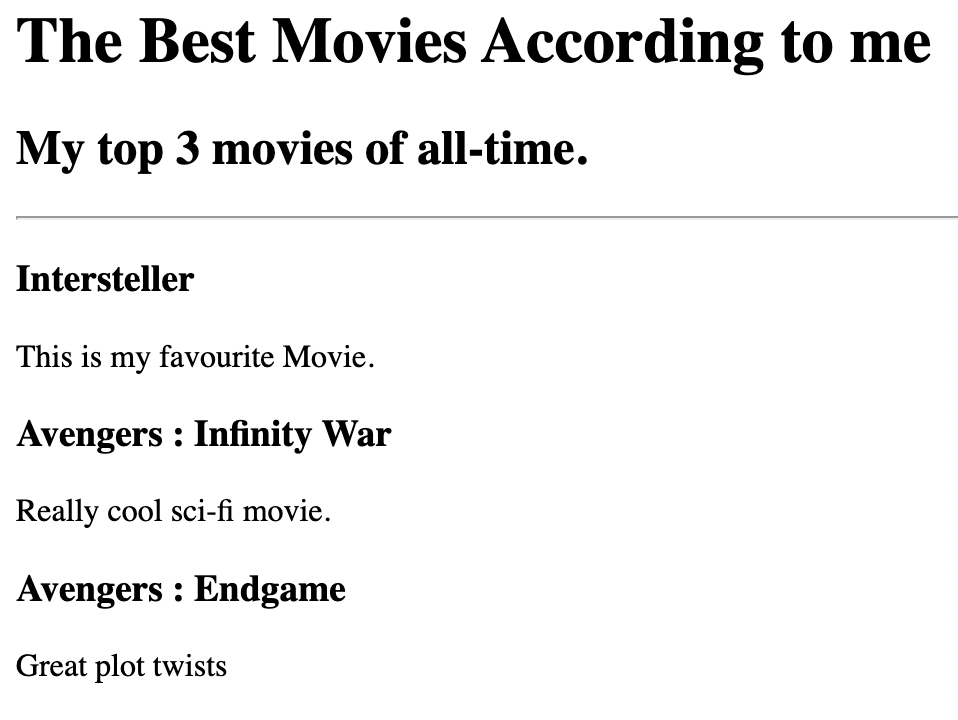 The Best Movies According to me
My top 3 movies of all-time.
Intersteller
This is my favourite Movie.
Avengers : Infinity War
Really cool sci-fi movie.
Avengers : Endgame
Great plot twists